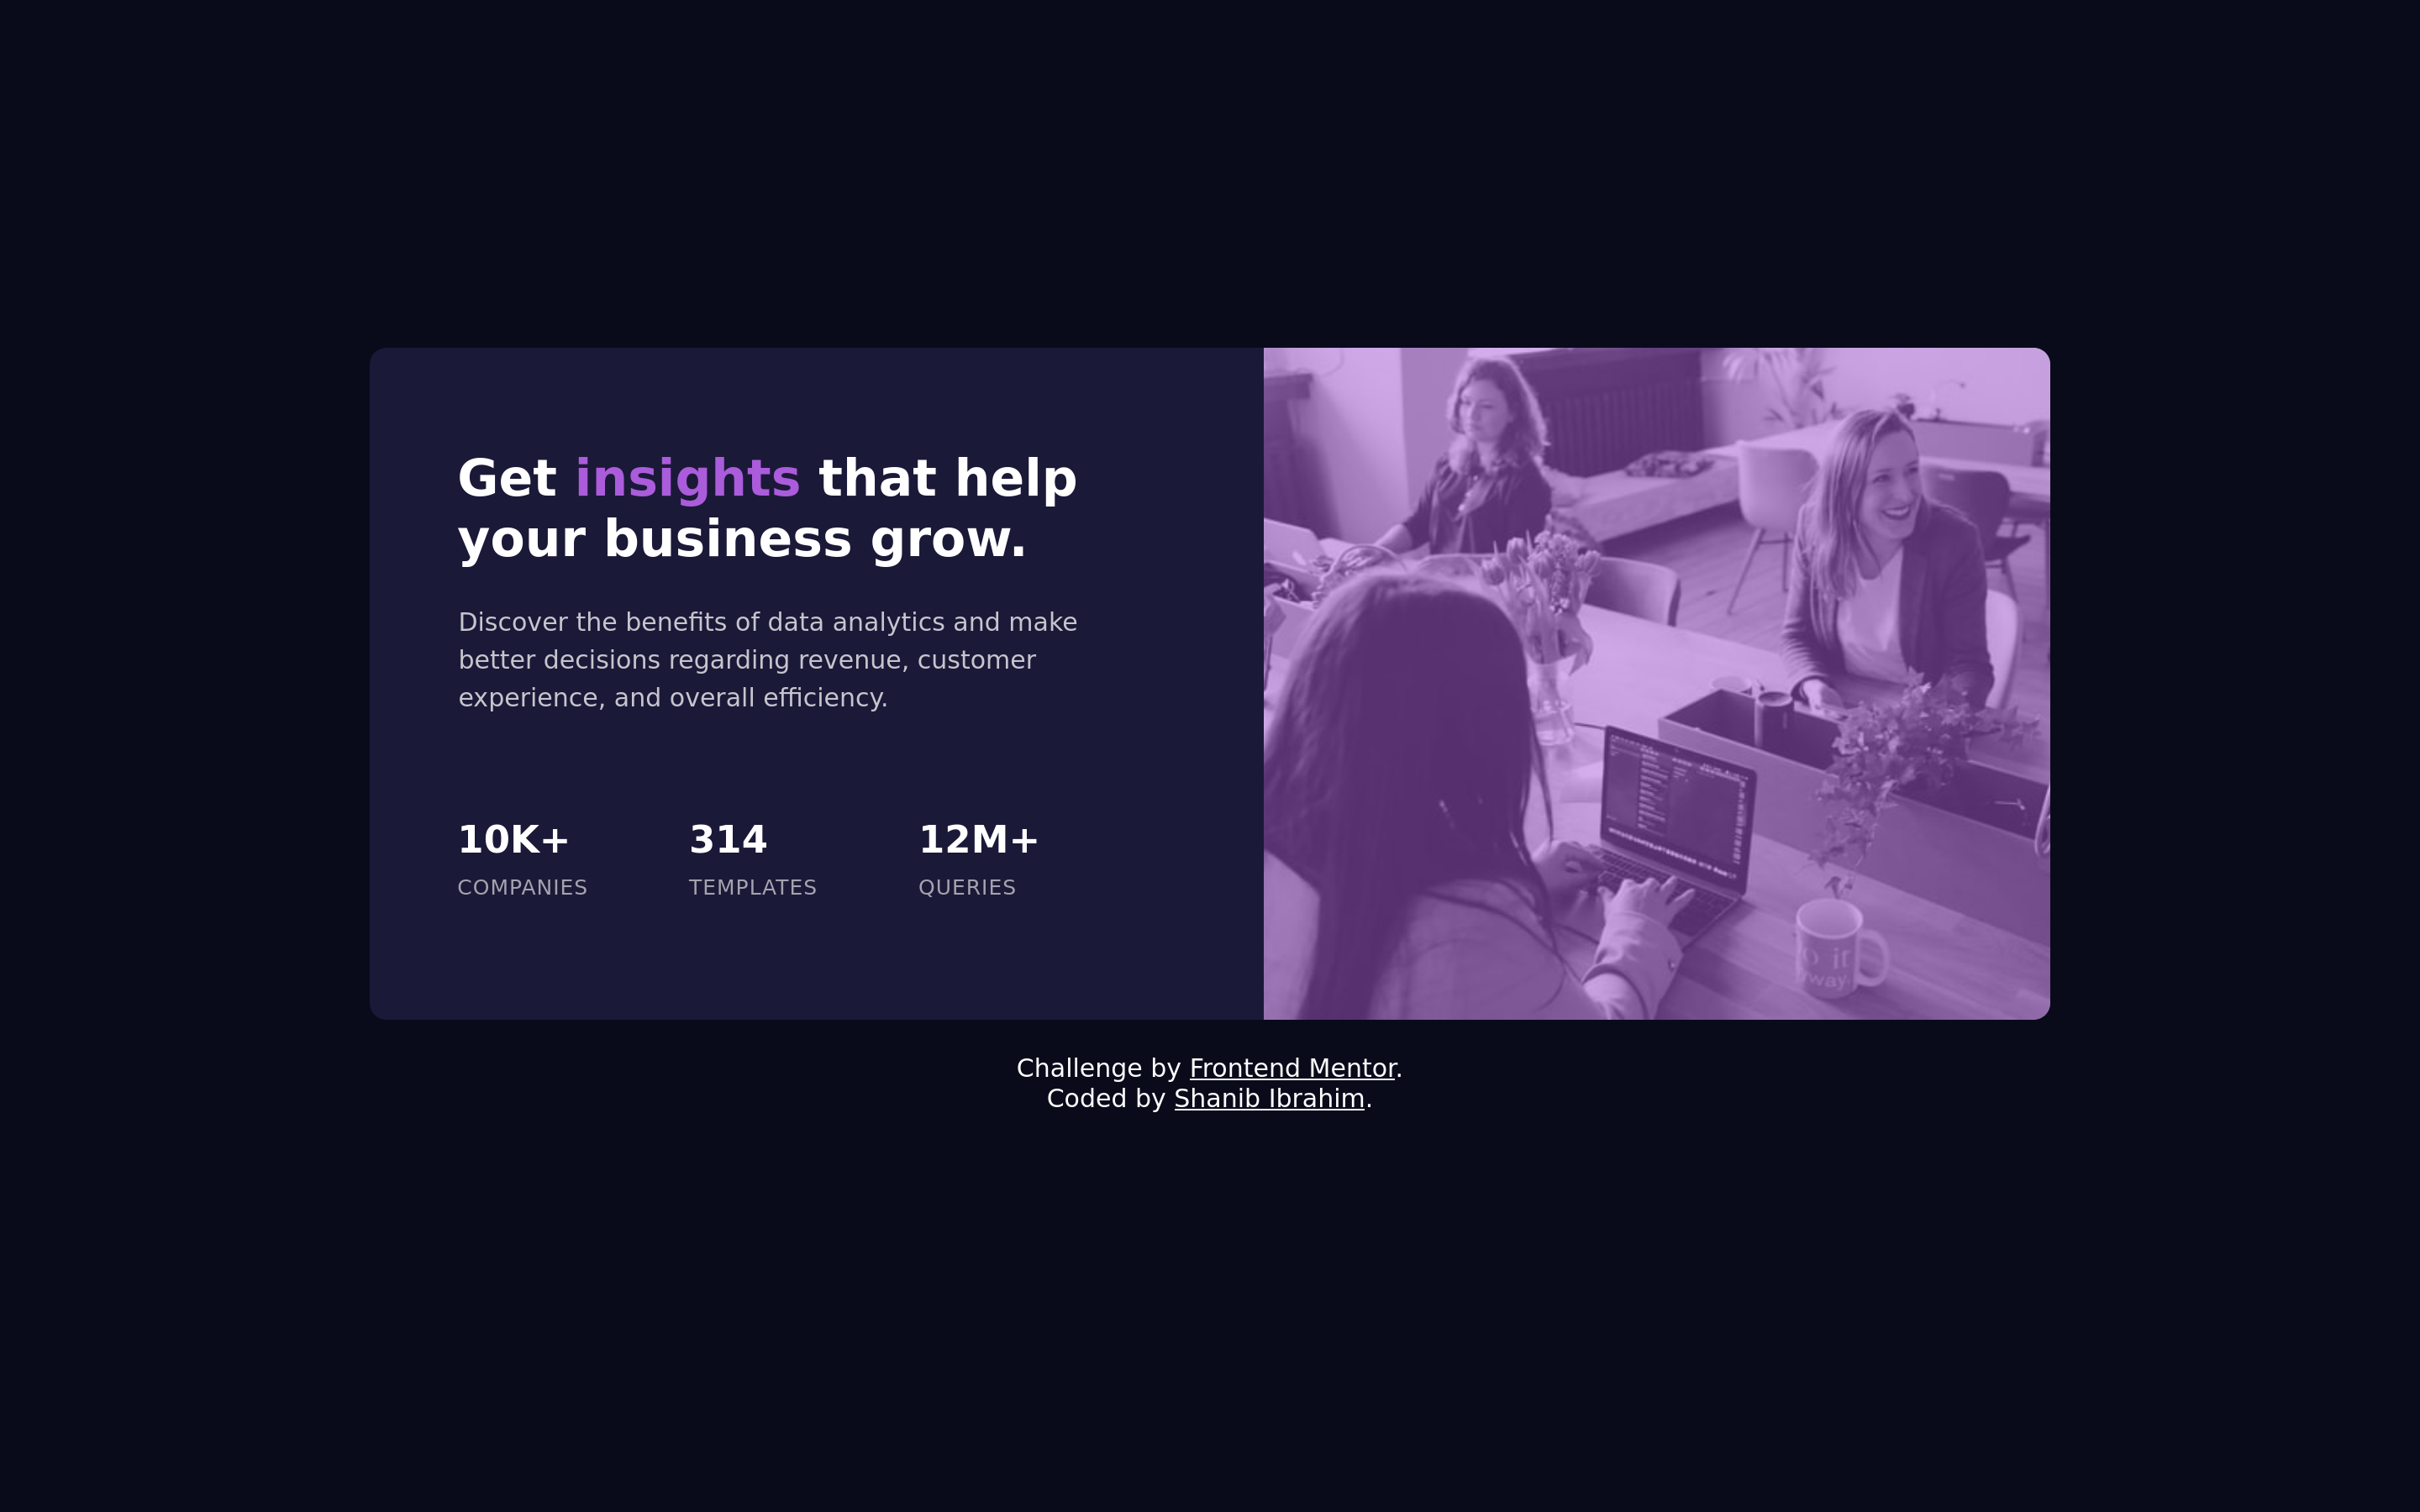 Get insights that help
your business grow.
Discover the benefits of data analytics and make
better decisions regarding revenue, customer
experience, and overall efficiency.
10K+ 314 12M+
COMPANIES TEMPLATES QUERIES
it
way.
Challenge by Frontend Mentor.
Coded by Shanib Ibrahim.